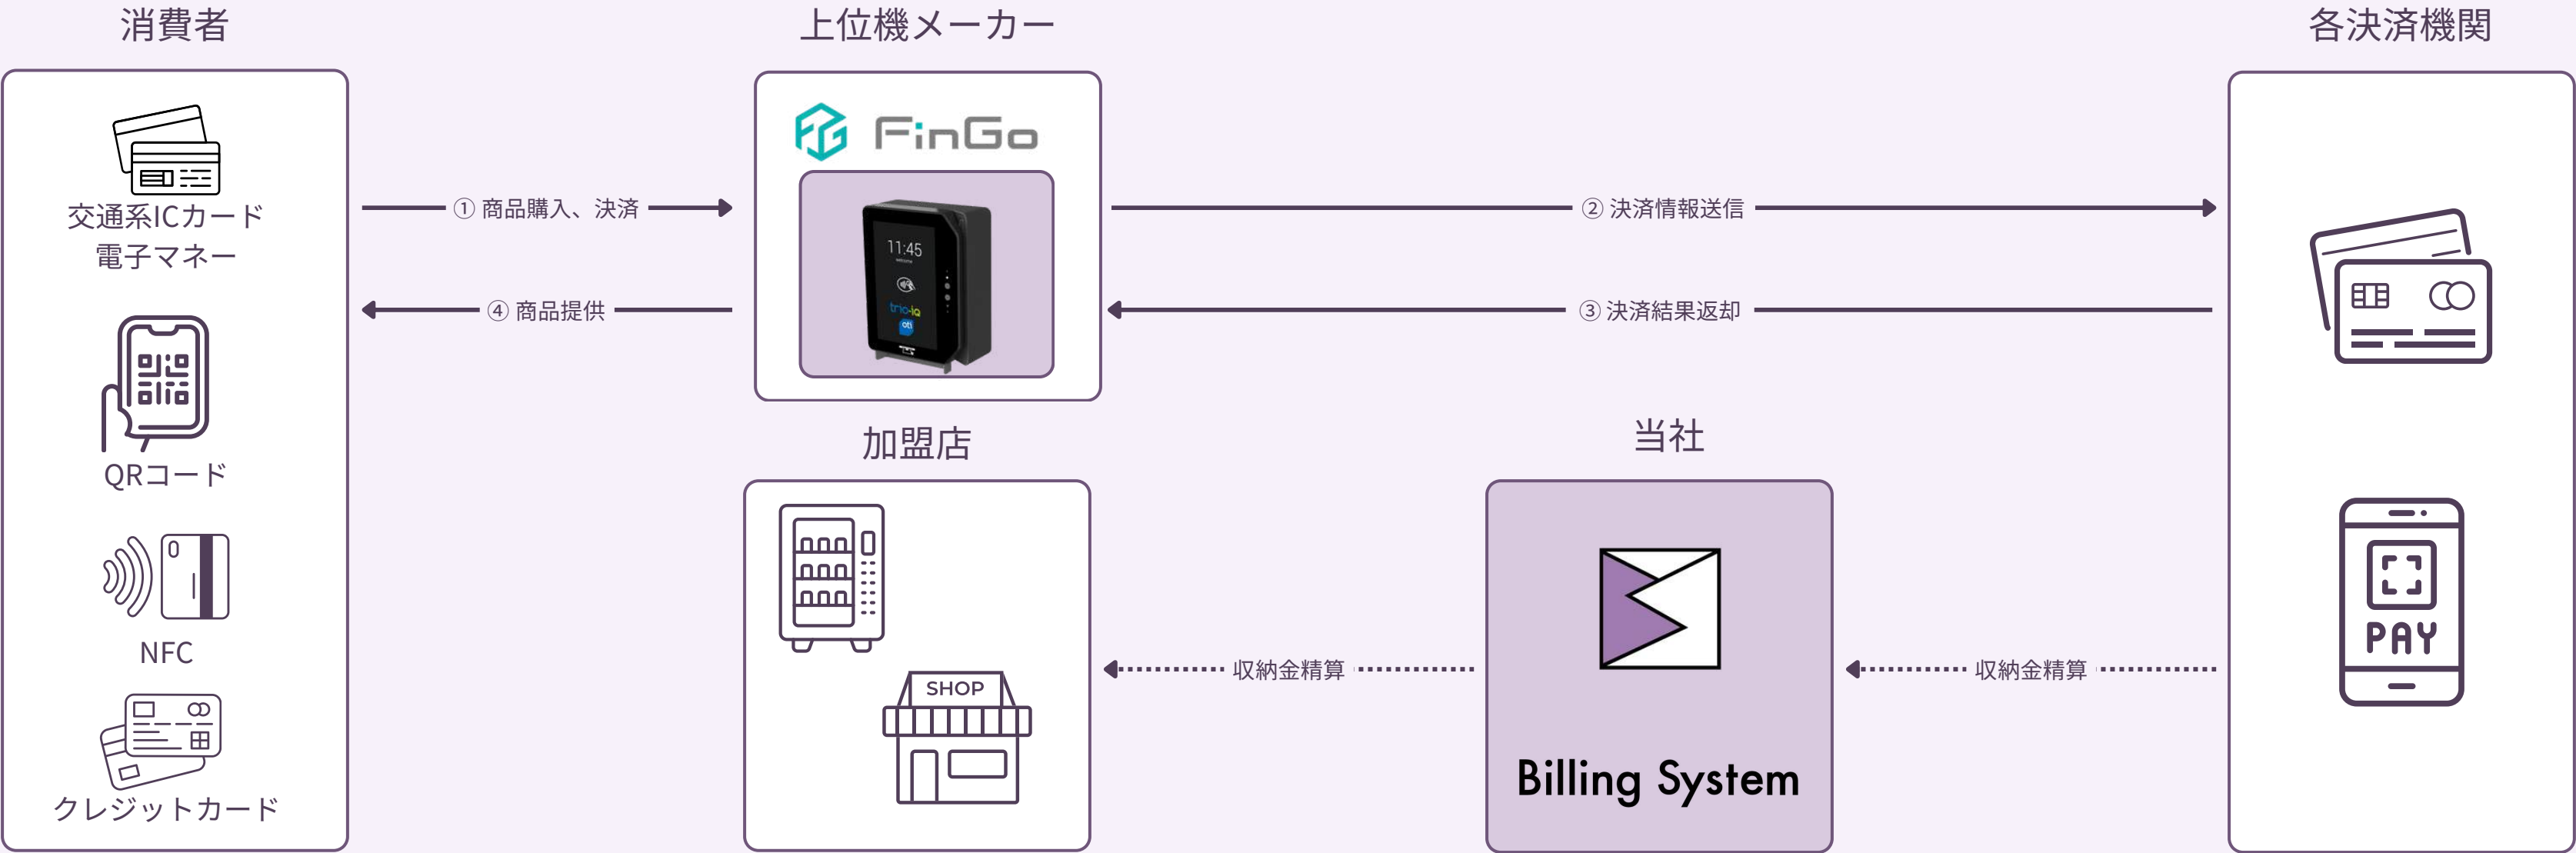 消費者
上位機メーカー
各決済機関
交通系ICカード
電子マネー
QRコード
NFC
クレジットカード
① 商品購入、決済
④ 商品提供
FinGo
11:45
welcome
trio-iq
oti
② 決済情報送信
③ 決済結果返却
加盟店
SHOP
収納金精算
当社
Billing System
収納金精算
PAY